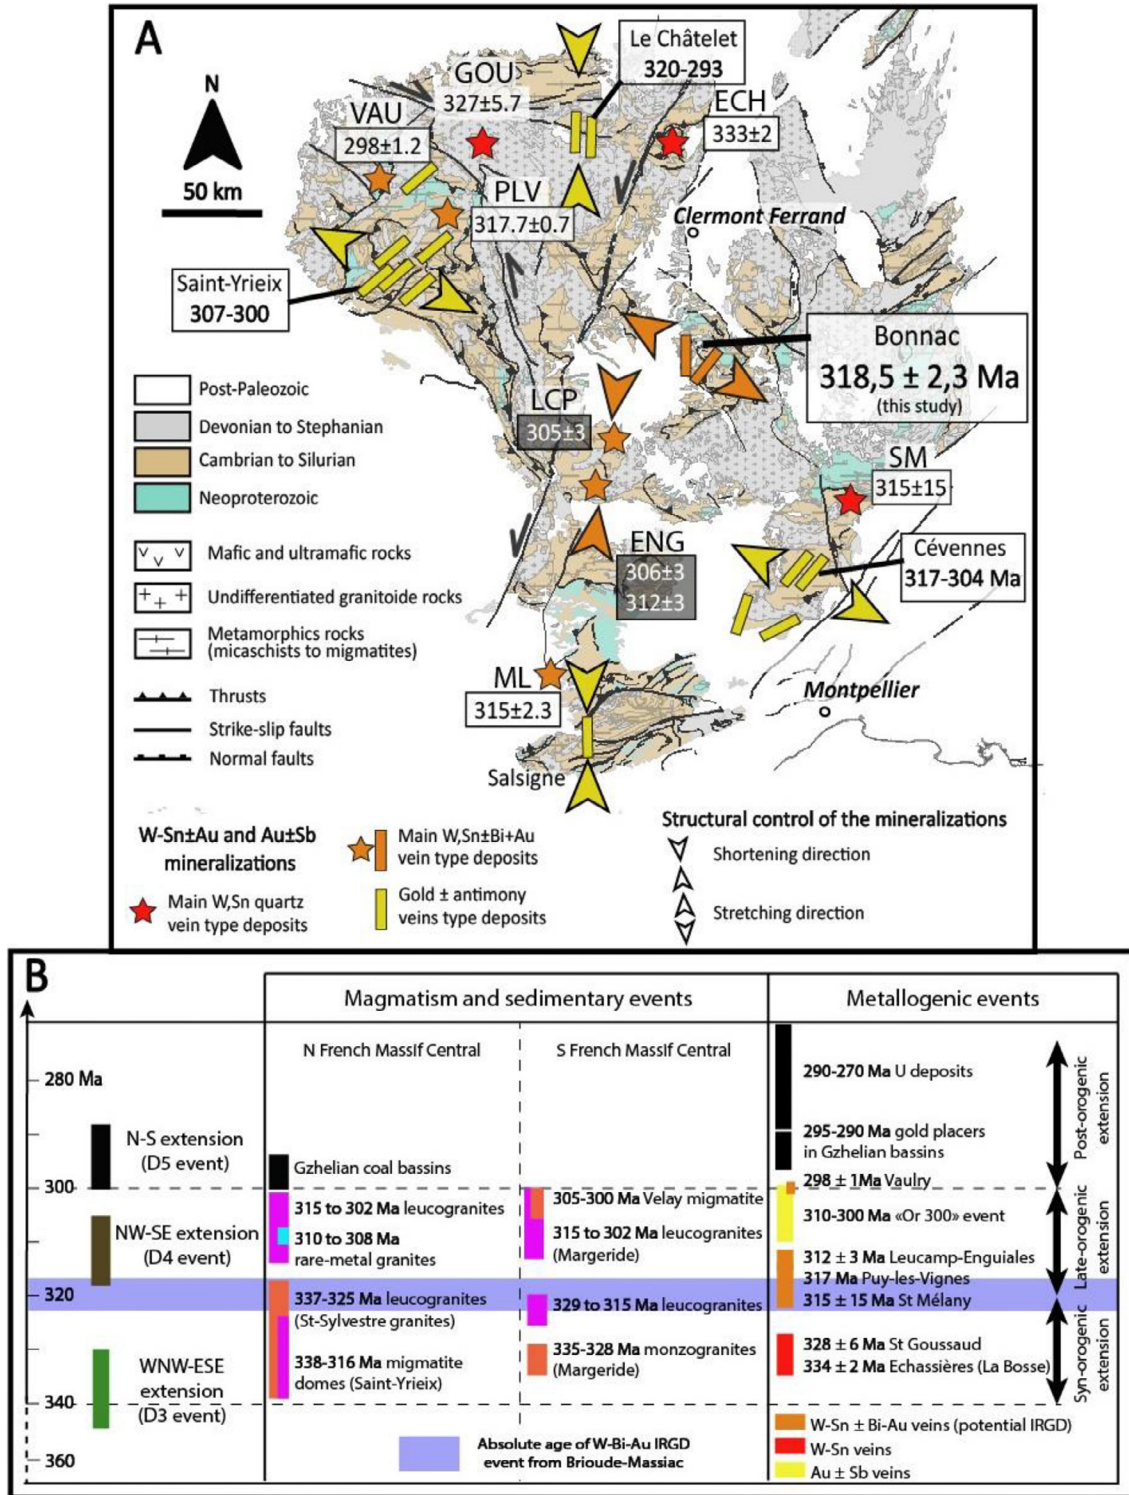 A
N
50 km
Le Châtelet
320-293
GOU
327±5.7
ECH
333±2
VAU
298±1.2
PLV
317.7±0.7
Clermont Ferrand
Saint-Yrieix
307-300
Bonnac
318,5 ± 2,3 Ma
(this study)
LCP
305±3
SM
315±15
ENG
306±3
312±3
Cévennes
317-304 Ma
ML
315±2.3
Montpellier
Salsigne
Post-Paleozoic
Devonian to Stephanian
Cambrian to Silurian
Neoproterozoic
Mafic and ultramafic rocks
Undifferentiated granitoide rocks
Metamorphics rocks
(micaschists to migmatites)
Thrusts
Strike-slip faults
Normal faults
W-Sn±Au and Au±Sb
mineralizations
Main W,Sn quartz
vein type deposits
Main W,Sn±Bi+Au
vein type deposits
Gold ± antimony
veins type deposits
Structural control of the mineralizations
Shortening direction
Stretching direction
B
Magmatism and sedimentary events
Metallogenic events
N French Massif Central
S French Massif Central
280 Ma
300
320
340
360
N-S extension
(D5 event)
NW-SE extension
(D4 event)
WNW-ESE
extension
(D3 event)
Gzhelian coal bassins
315 to 302 Ma leucogranites
310 to 308 Ma
rare-metal granites
337-325 Ma leucogranites
(St-Sylvestre granites)
338-316 Ma migmatite
domes (Saint-Yrieix)
305-300 Ma Velay migmatite
315 to 302 Ma leucogranites
(Margeride)
329 to 315 Ma leucogranites
335-328 Ma monzogranites
(Margeride)
290-270 Ma U deposits
295-290 Ma gold placers
in Gzhelian bassins
298 ± 1Ma Vaulry
310-300 Ma «Or 300» event
312 ± 3 Ma Leucamp-Enguiales
317 Ma Puy-les-Vignes
315 ± 15 Ma St Mélany
328 ± 6 Ma St Goussaud
334 ± 2 Ma Echassières (La Bosse)
Post-orogenic
extension
Late-orogenic
extension
Syn-orogenic
extension
Absolute age of W-Bi-Au IRGD
event from Brioude-Massiac
W-Sn ± Bi-Au veins (potential IRGD)
W-Sn veins
Au ± Sb veins